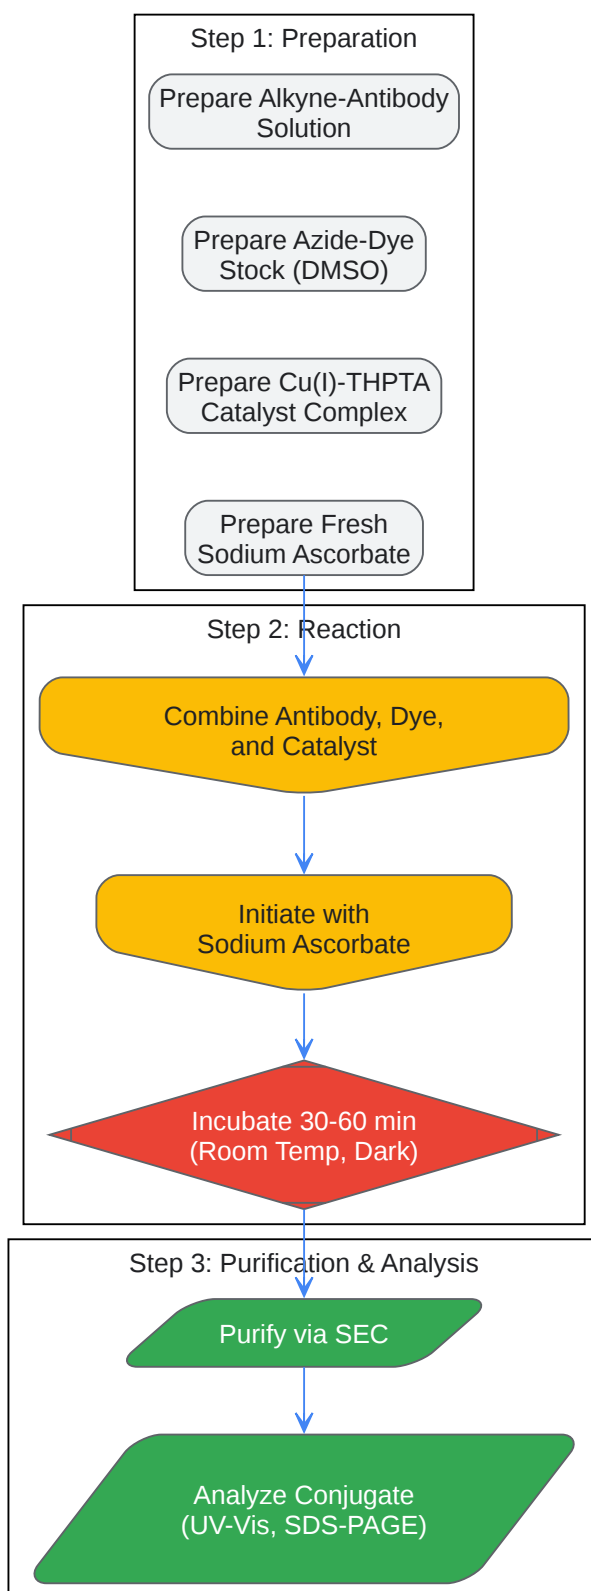 Step 1: Preparation
Prepare Alkyne-Antibody
Solution
Prepare Azide-Dye
Stock (DMSO)
Prepare Cu(I)-THPTA
Catalyst Complex
Prepare Fresh
Sodium Ascorbate
Step 2: Reaction
Combine Antibody, Dye,
and Catalyst
Initiate with
Sodium Ascorbate
Incubate 30-60 min
(Room Temp, Dark)
Step 3: Purification & Analysis
Purify via SEC
Analyze Conjugate
(UV-Vis, SDS-PAGE)